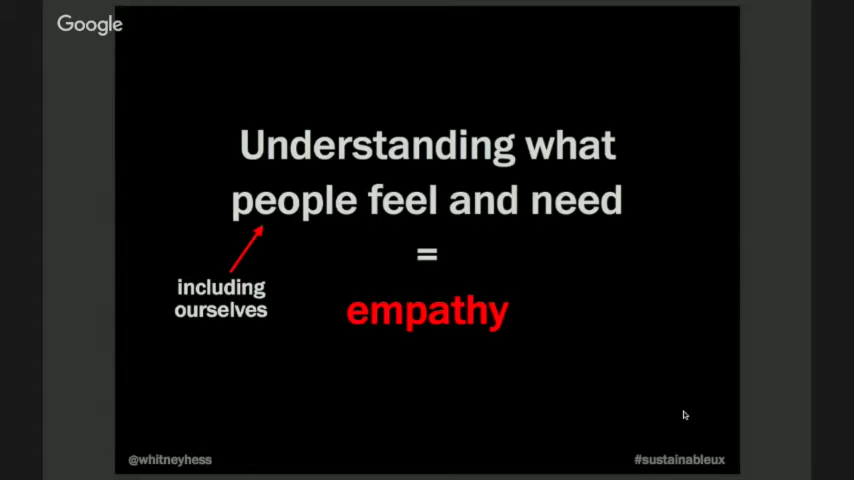 Google
Understanding what
people feel and need
=
including
ourselves
empathy
@whitneyhess
#sustainableux